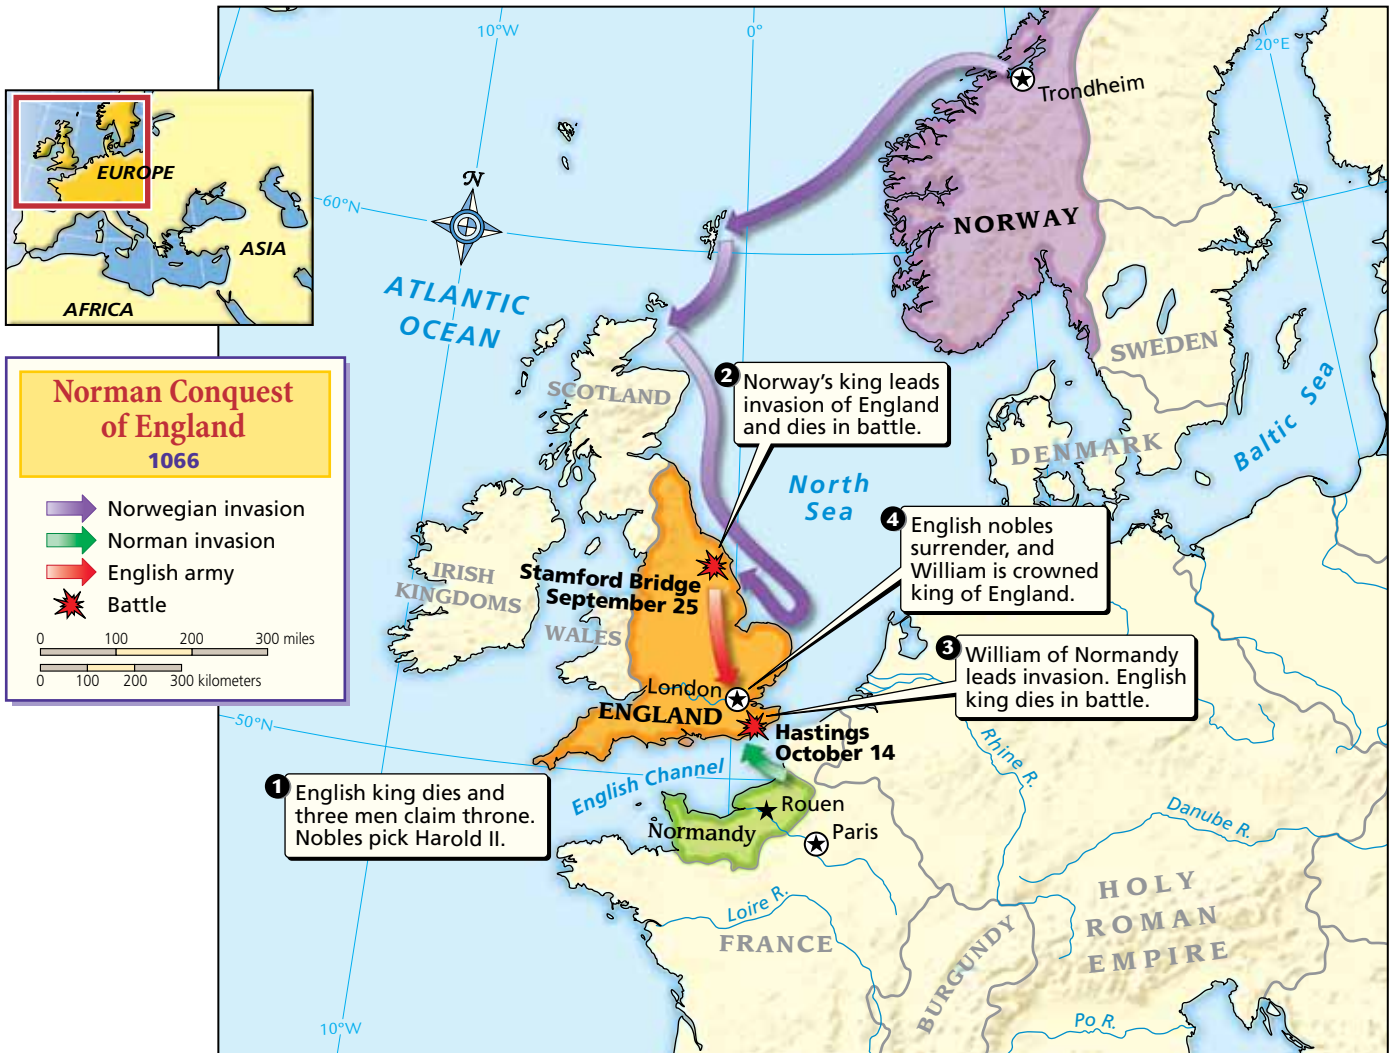 10°W
0°
20°E
Trondheim
EUROPE
ASIA
AFRICA
60°N
N
NORWAY
ATLANTIC
OCEAN
SWEDEN
Norman Conquest
of England
1066
Norwegian invasion
Norman invasion
English army
Battle
0 100 200 300 miles
0 100 200 300 kilometers
SCOTLAND
2 Norway's king leads
invasion of England
and dies in battle.
DENMARK
Baltic Sea
North
Sea
4 English nobles
surrender, and
William is crowned
king of England.
IRISH
KINGDOMS
Stamford Bridge
September 25
WALES
3 William of Normandy
leads invasion. English
king dies in battle.
London
ENGLAND
Hastings
October 14
50°N
English Channel
1 English king dies and
three men claim throne.
Nobles pick Harold II.
Rouen
Normandy
Paris
Rhine R.
Danube R.
Loire R.
FRANCE
BURGUNDY
HOLY
ROMAN
EMPIRE
10°W
Po R.